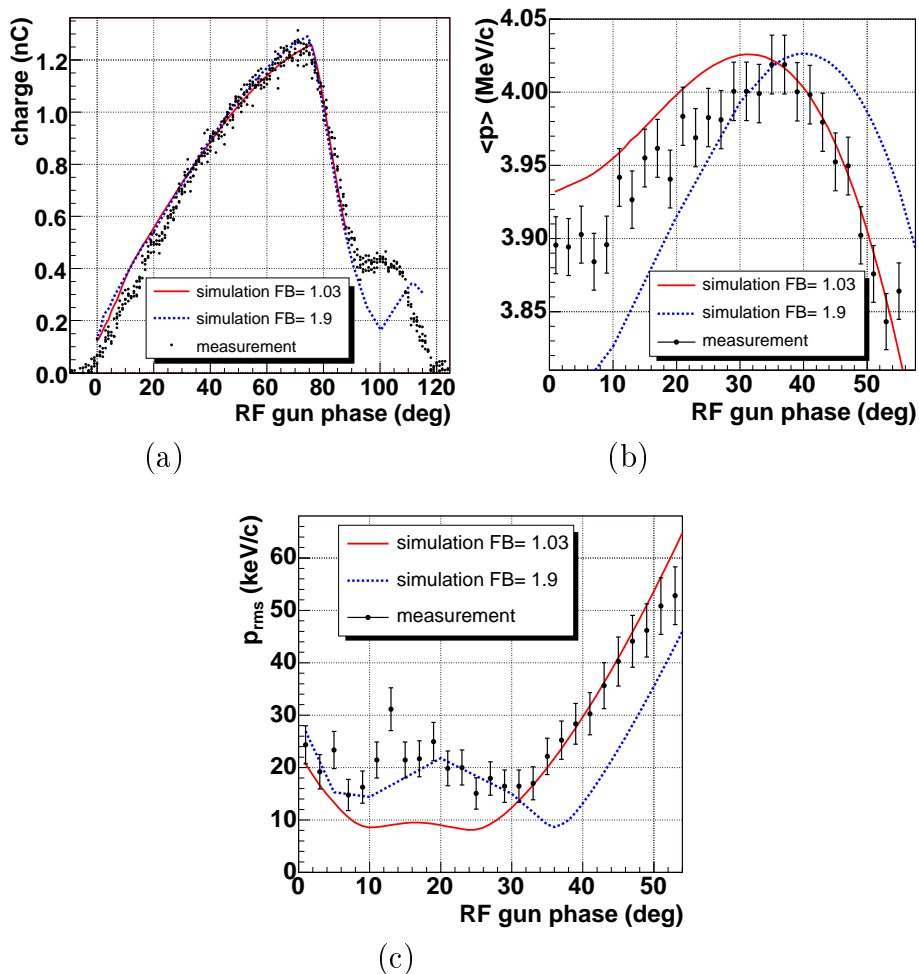 charge (nC)
1.2
1.0
0.8
0.6
0.4
0.2
0.0
simulation FB= 1.03
simulation FB= 1.9
measurement
0 20 40 60 80 100 120
RF gun phase (deg)
(a)
<p> (MeV/c)
4.05
4.00
3.95
3.90
3.85
simulation FB= 1.03
simulation FB= 1.9
measurement
0 10 20 30 40 50
RF gun phase (deg)
(b)
p_rms (keV/c)
60
50
40
30
20
10
0
simulation FB= 1.03
simulation FB= 1.9
measurement
0 10 20 30 40 50
RF gun phase (deg)
(c)